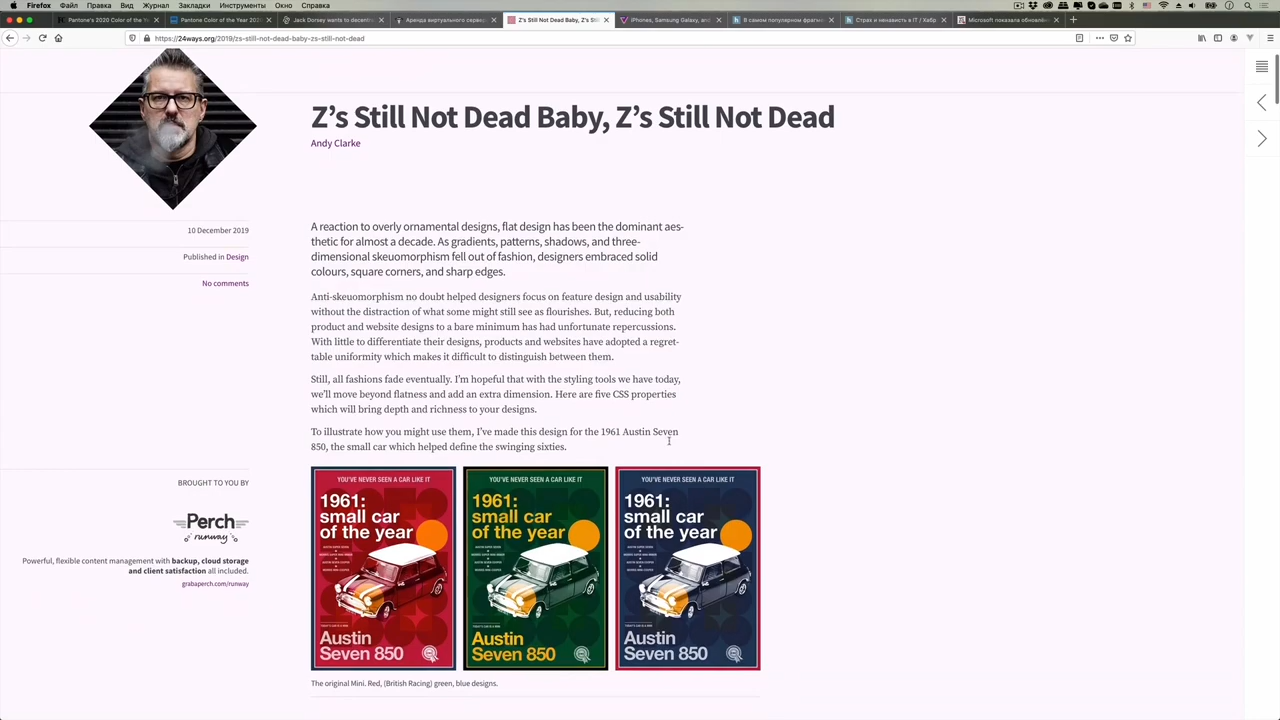 Firefox Файл Правка Вид Журнал Закладки Инструменты Окно Справка
Pantone's 2020 Color of the
Pantone Color of the Year 202
Jack Dorsey wants to decentr
Аренда виртуального сервер
Z's Still Not Dead Baby, Z's Sti
iPhones, Samsung Galaxy, and
В самом популярном фрагмен
Страх и ненависть в IT / Хабр
Microsoft показала обновлён
https://24ways.org/2019/zs-still-not-dead-baby-zs-still-not-dead
Z’s Still Not Dead Baby, Z’s Still Not Dead
Andy Clarke
10 December 2019
Published in Design
No comments
A reaction to overly ornamental designs, flat design has been the dominant aes-
thetic for almost a decade. As gradients, patterns, shadows, and three-
dimensional skeuomorphism fell out of fashion, designers embraced solid
colours, square corners, and sharp edges.
Anti-skeuomorphism no doubt helped designers focus on feature design and usability
without the distraction of what some might still see as flourishes. But, reducing both
product and website designs to a bare minimum has had unfortunate repercussions.
With little to differentiate their designs, products and websites have adopted a regret-
table uniformity which makes it difficult to distinguish between them.
Still, all fashions fade eventually. I’m hopeful that with the styling tools we have today,
we’ll move beyond flatness and add an extra dimension. Here are five CSS properties
which will bring depth and richness to your designs.
To illustrate how you might use them, I’ve made this design for the 1961 Austin Seven
850, the small car which helped define the swinging sixties.
BROUGHT TO YOU BY
Perch
runway
Powerful, flexible content management with backup, cloud storage
and client satisfaction all included.
grabaperch.com/runway
YOU’VE NEVER SEEN A CAR LIKE IT
1961:
small car
of the year
Austin
Seven 850
YOU’VE NEVER SEEN A CAR LIKE IT
1961:
small car
of the year
Austin
Seven 850
YOU’VE NEVER SEEN A CAR LIKE IT
1961:
small car
of the year
Austin
Seven 850
The original Mini. Red, (British Racing) green, blue designs.